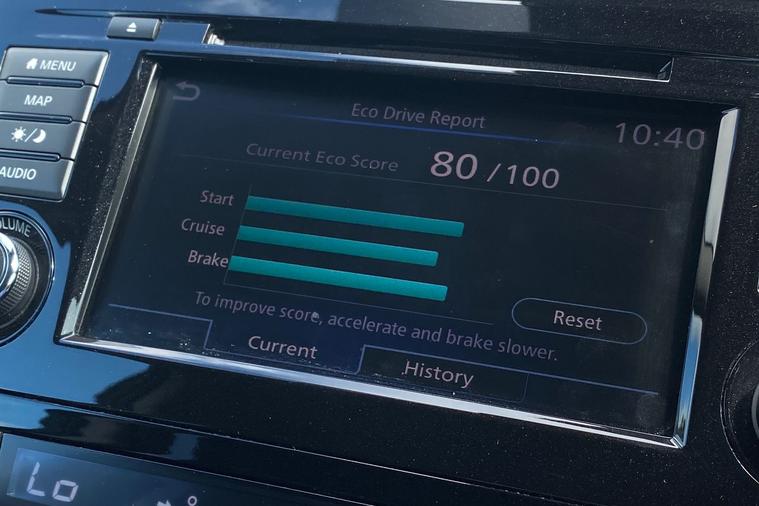 MENU
MAP
AUDIO
Eco Drive Report
10:40
Current Eco Score 80 / 100
Start
Cruise
Brake
To improve score, accelerate and brake slower.
Reset
Current
History
Lo